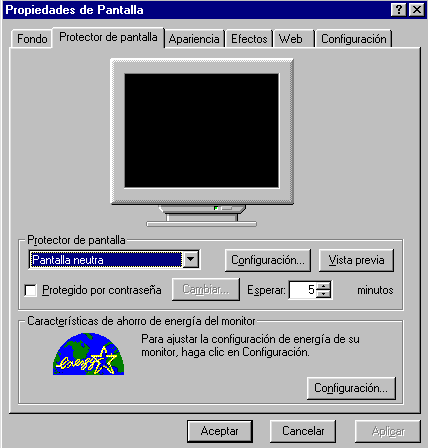 Propiedades de Pantalla
Fondo Protector de pantalla Apariencia Efectos Web Configuración
Protector de pantalla
Pantalla neutra Configuración... Vista previa
Protegido por contraseña Cambiar... Esperar: 5 minutos
Características de ahorro de energía del monitor
energy
Para ajustar la configuración de energía de su
monitor, haga clic en Configuración.
Configuración...
Aceptar Cancelar Aplicar